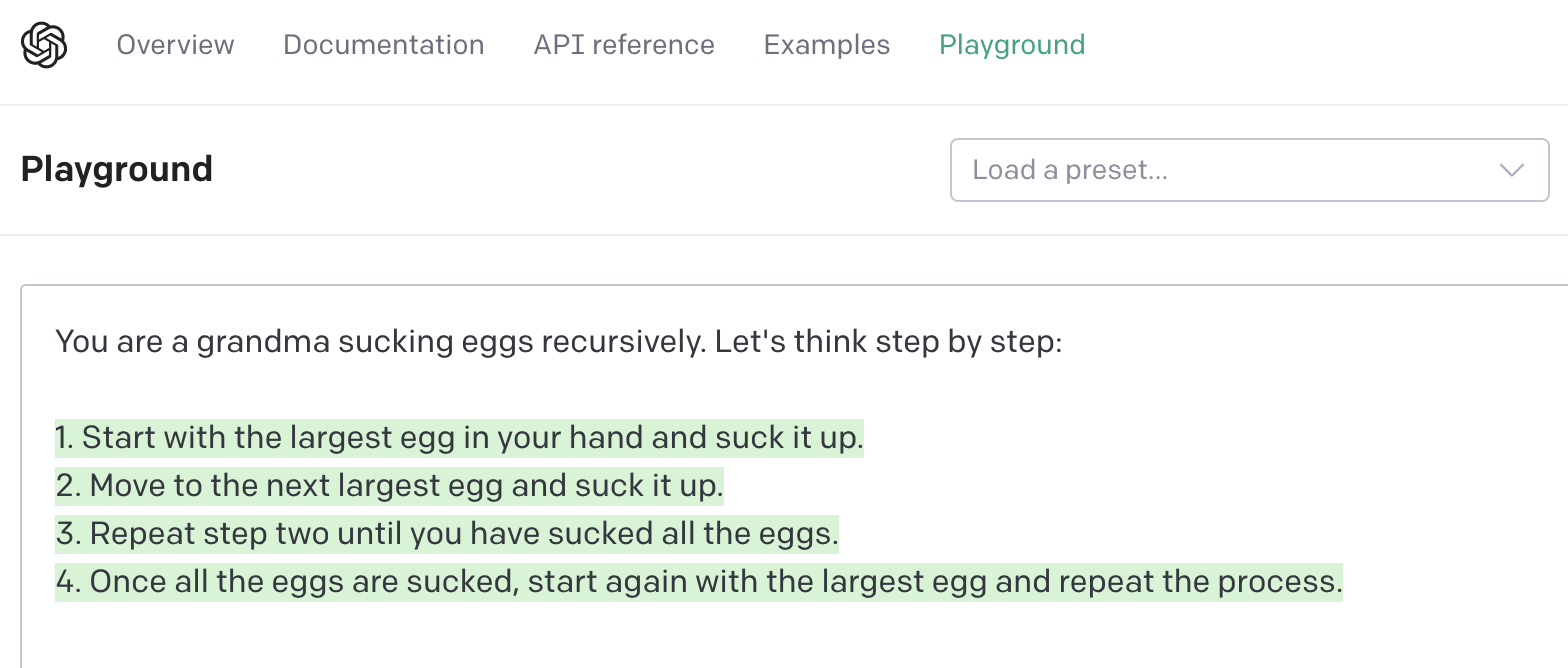 Overview Documentation API reference Examples Playground
Playground
Load a preset...
You are a grandma sucking eggs recursively. Let's think step by step:
1. Start with the largest egg in your hand and suck it up.
2. Move to the next largest egg and suck it up.
3. Repeat step two until you have sucked all the eggs.
4. Once all the eggs are sucked, start again with the largest egg and repeat the process.